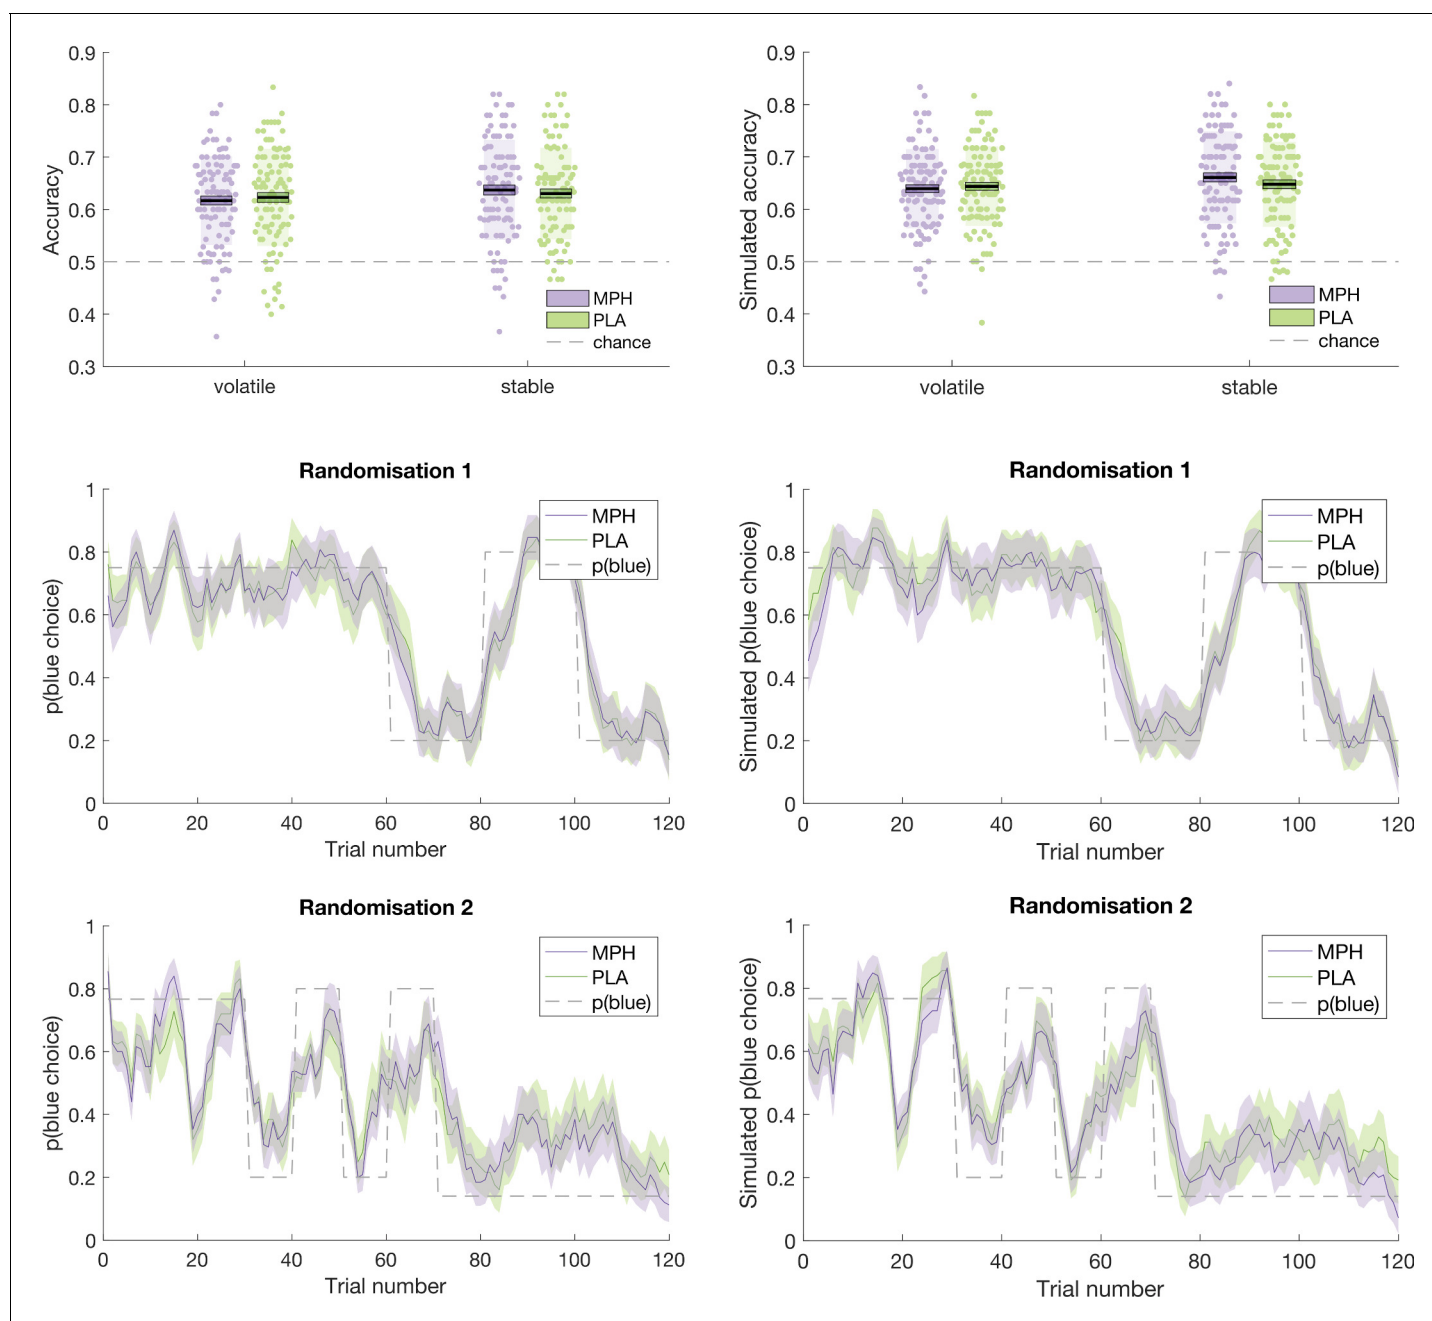 0.9
0.8
0.7
0.6
0.5
0.4
0.3
Accuracy
MPH
PLA
chance
volatile
stable
0.9
0.8
0.7
0.6
0.5
0.4
0.3
Simulated accuracy
MPH
PLA
chance
volatile
stable
Randomisation 1
1
0.8
0.6
0.4
0.2
0
p(blue choice)
MPH
PLA
p(blue)
0 20 40 60 80 100 120
Trial number
Randomisation 1
1
0.8
0.6
0.4
0.2
0
Simulated p(blue choice)
MPH
PLA
p(blue)
0 20 40 60 80 100 120
Trial number
Randomisation 2
1
0.8
0.6
0.4
0.2
0
p(blue choice)
MPH
PLA
p(blue)
0 20 40 60 80 100 120
Trial number
Randomisation 2
1
0.8
0.6
0.4
0.2
0
Simulated p(blue choice)
MPH
PLA
p(blue)
0 20 40 60 80 100 120
Trial number